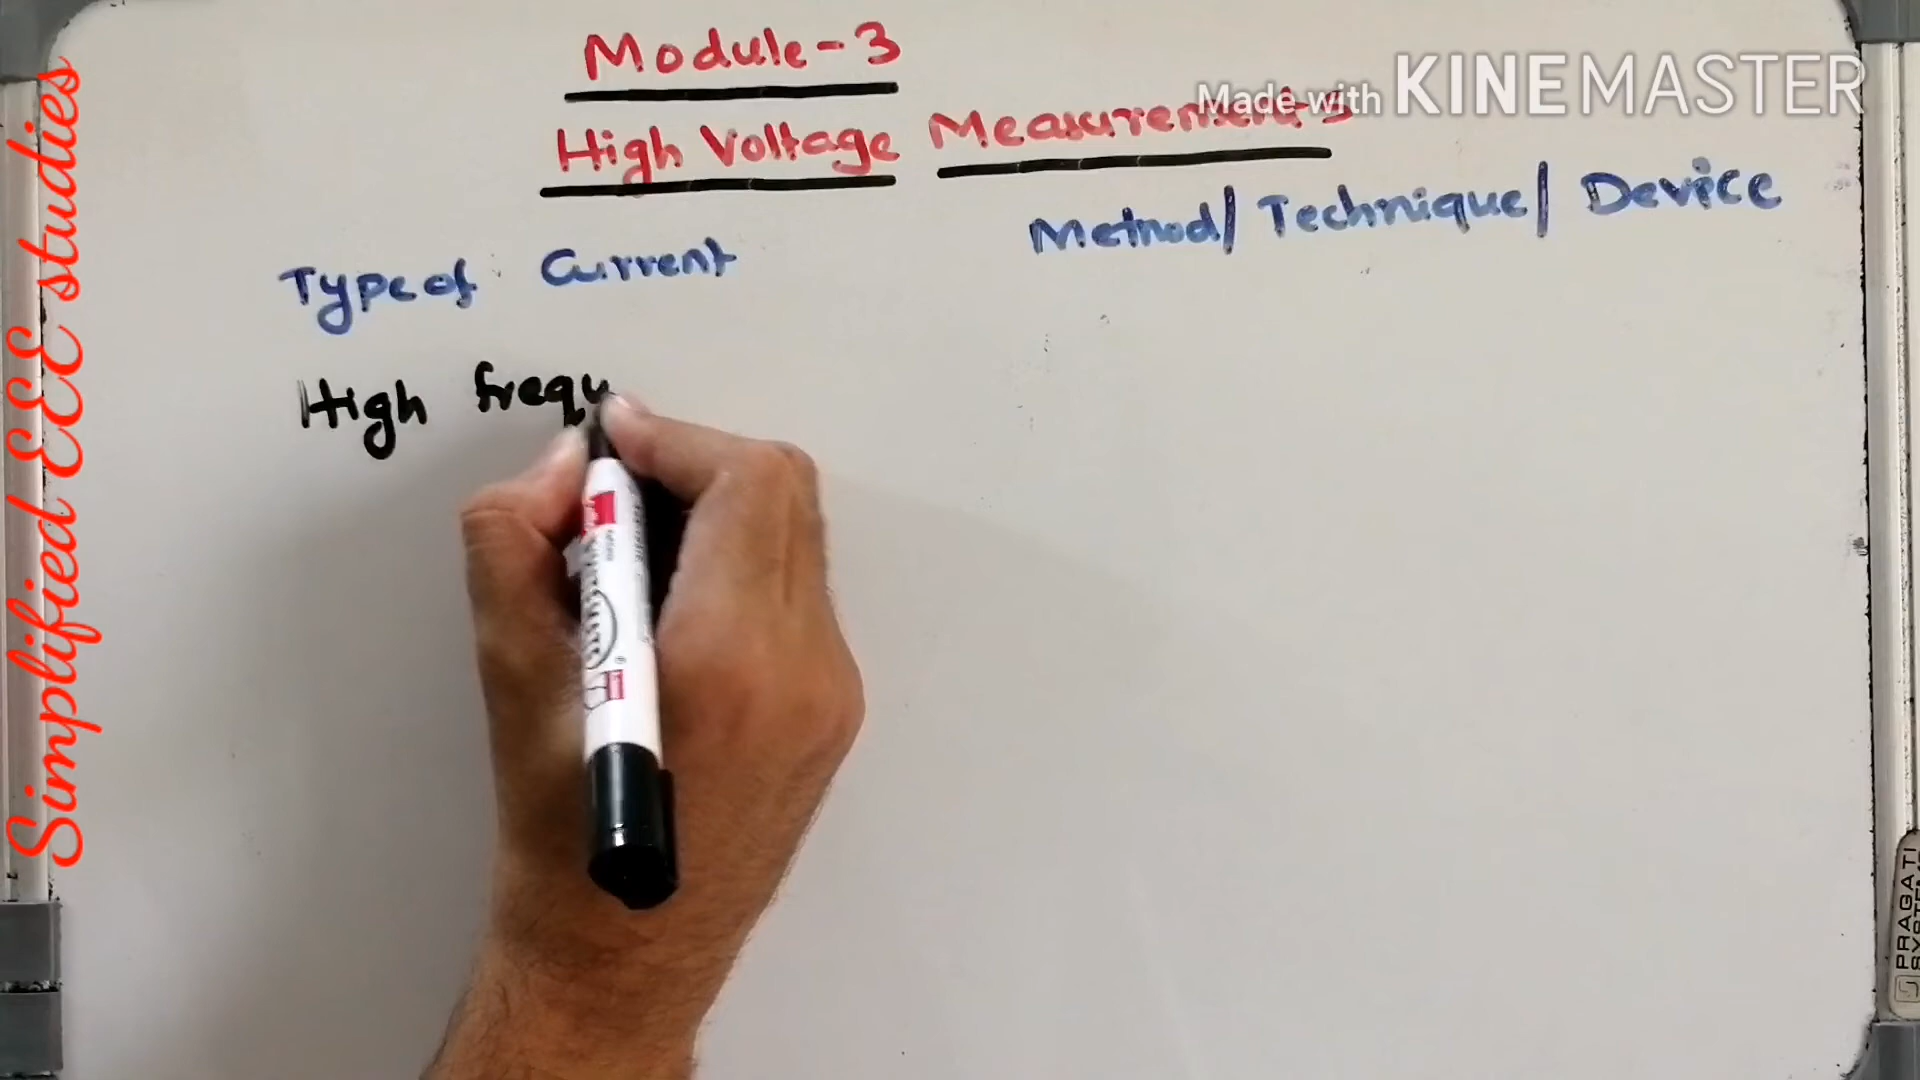 Module-3
Made with KINEMASTER
High Voltage Measurements
Type of Current
Method/ Technique/ Device
High frequ
Simplified EEE studies
PRAGATI